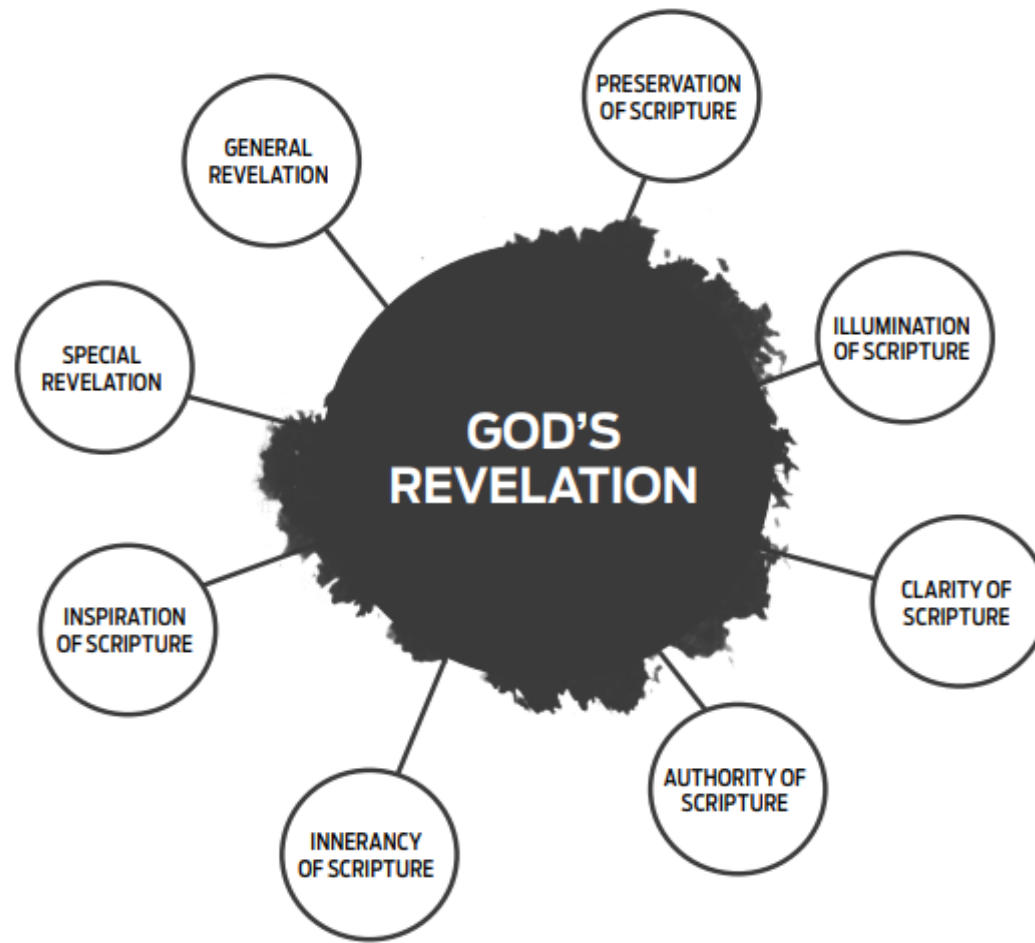 PRESERVATION
OF SCRIPTURE
GENERAL
REVELATION
ILLUMINATION
OF SCRIPTURE
SPECIAL
REVELATION
GOD'S
REVELATION
INSPIRATION
OF SCRIPTURE
CLARITY OF
SCRIPTURE
AUTHORITY OF
SCRIPTURE
INNERANCY
OF SCRIPTURE